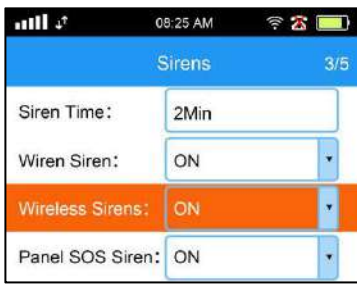 08:25 AM
Sirens 3/5
Siren Time: 2Min
Wiren Siren: ON
Wireless Sirens: ON
Panel SOS Siren: ON